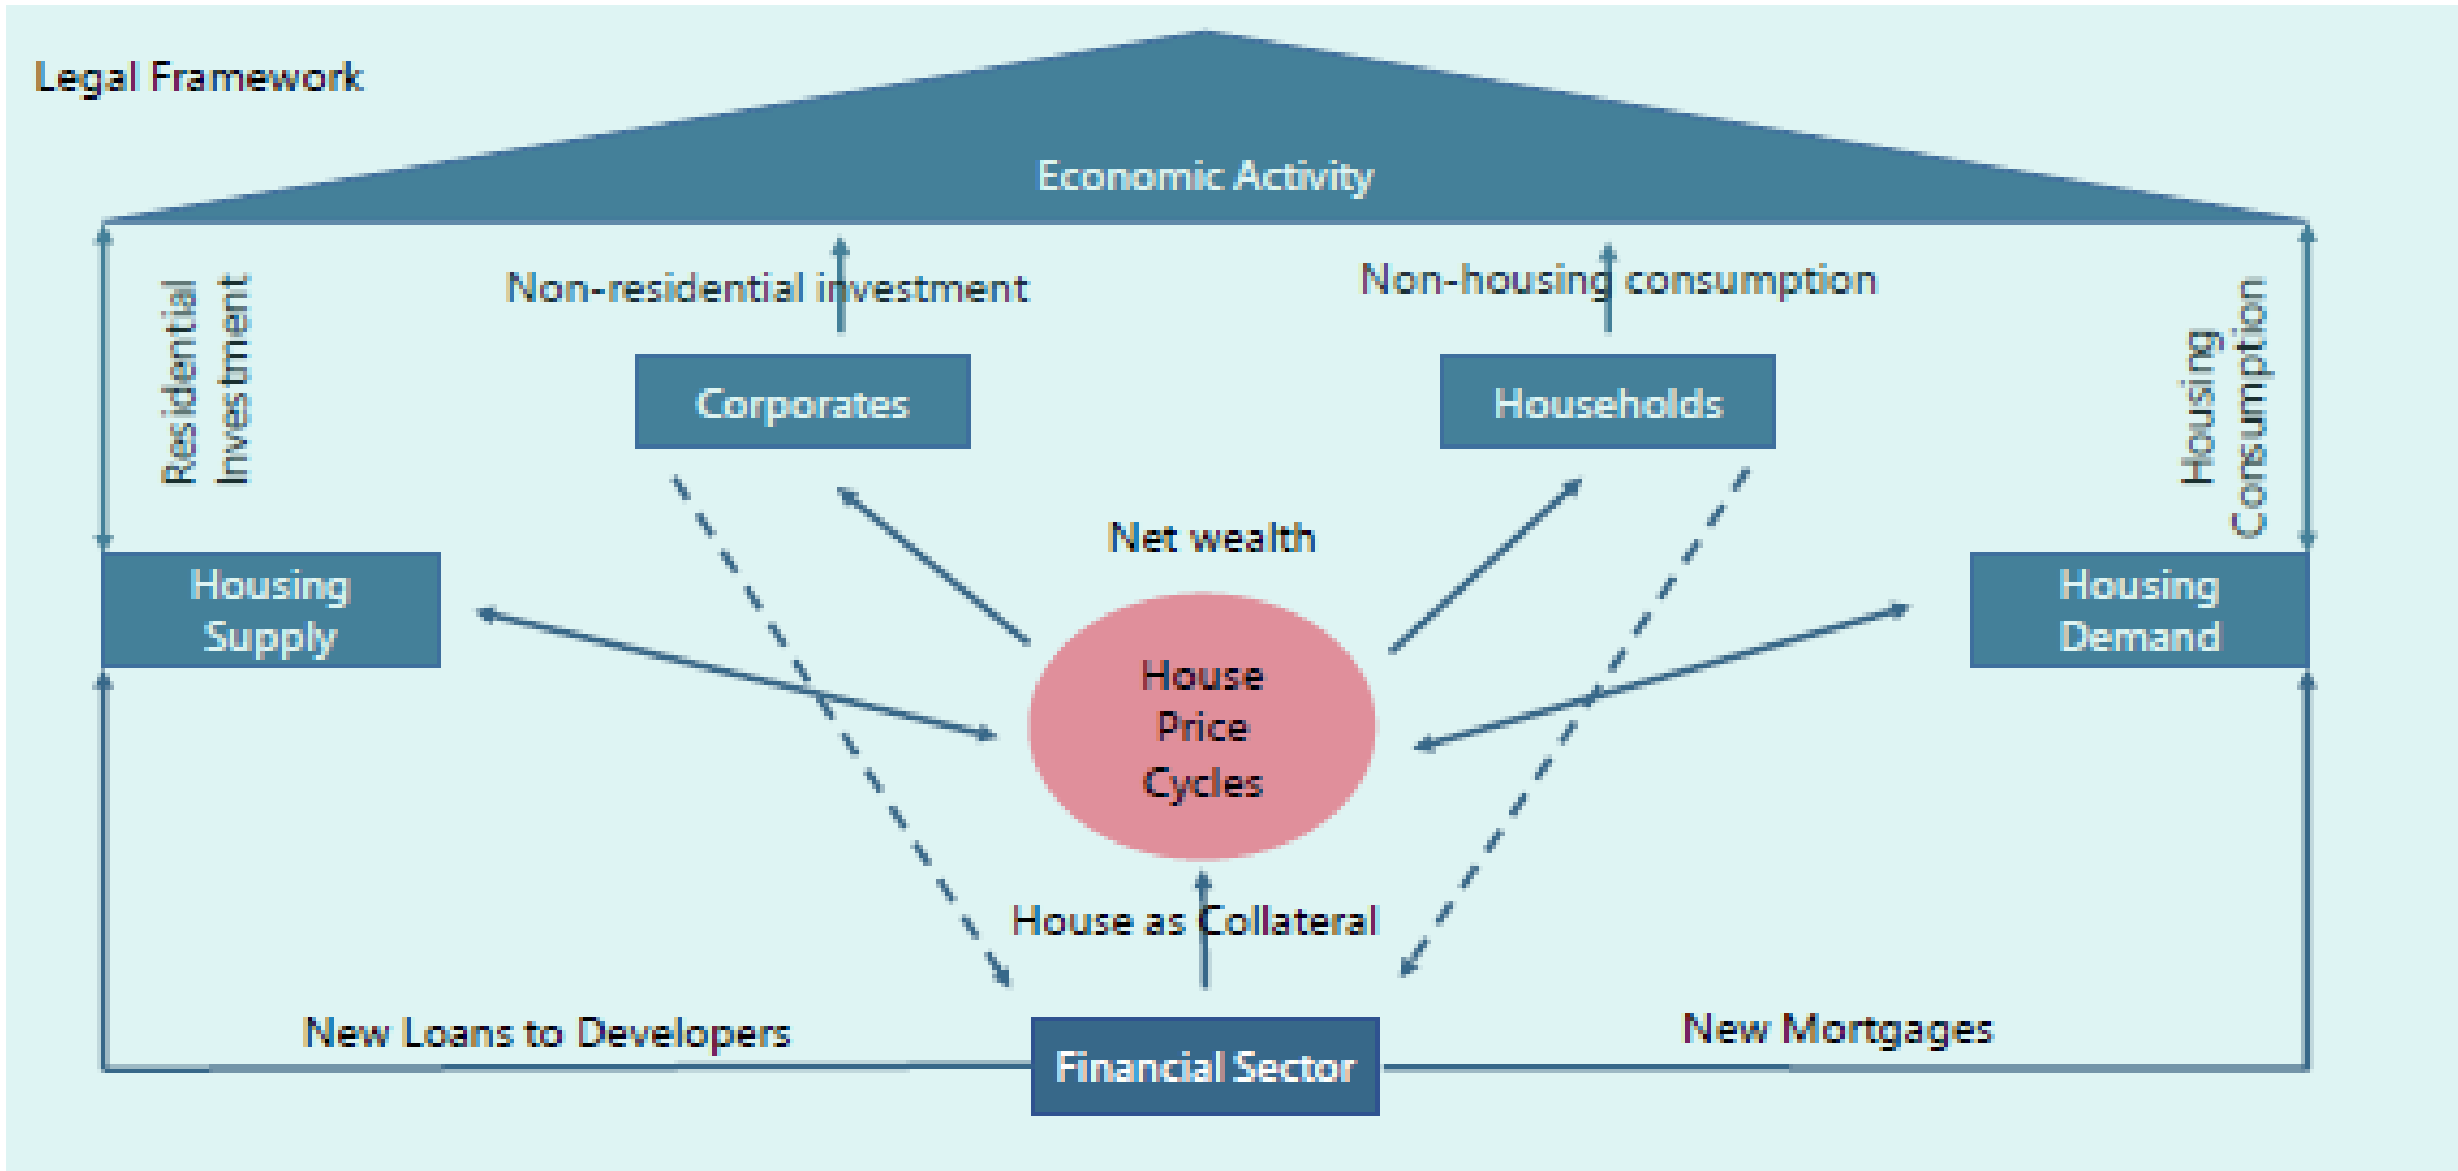 Legal Framework
Economic Activity
Residential
Investment
Non-residential investment
Non-housing consumption
Housing
Consumption
Corporates
Households
Net wealth
Housing
Supply
Housing
Demand
House
Price
Cycles
House as Collateral
New Loans to Developers
New Mortgages
Financial Sector